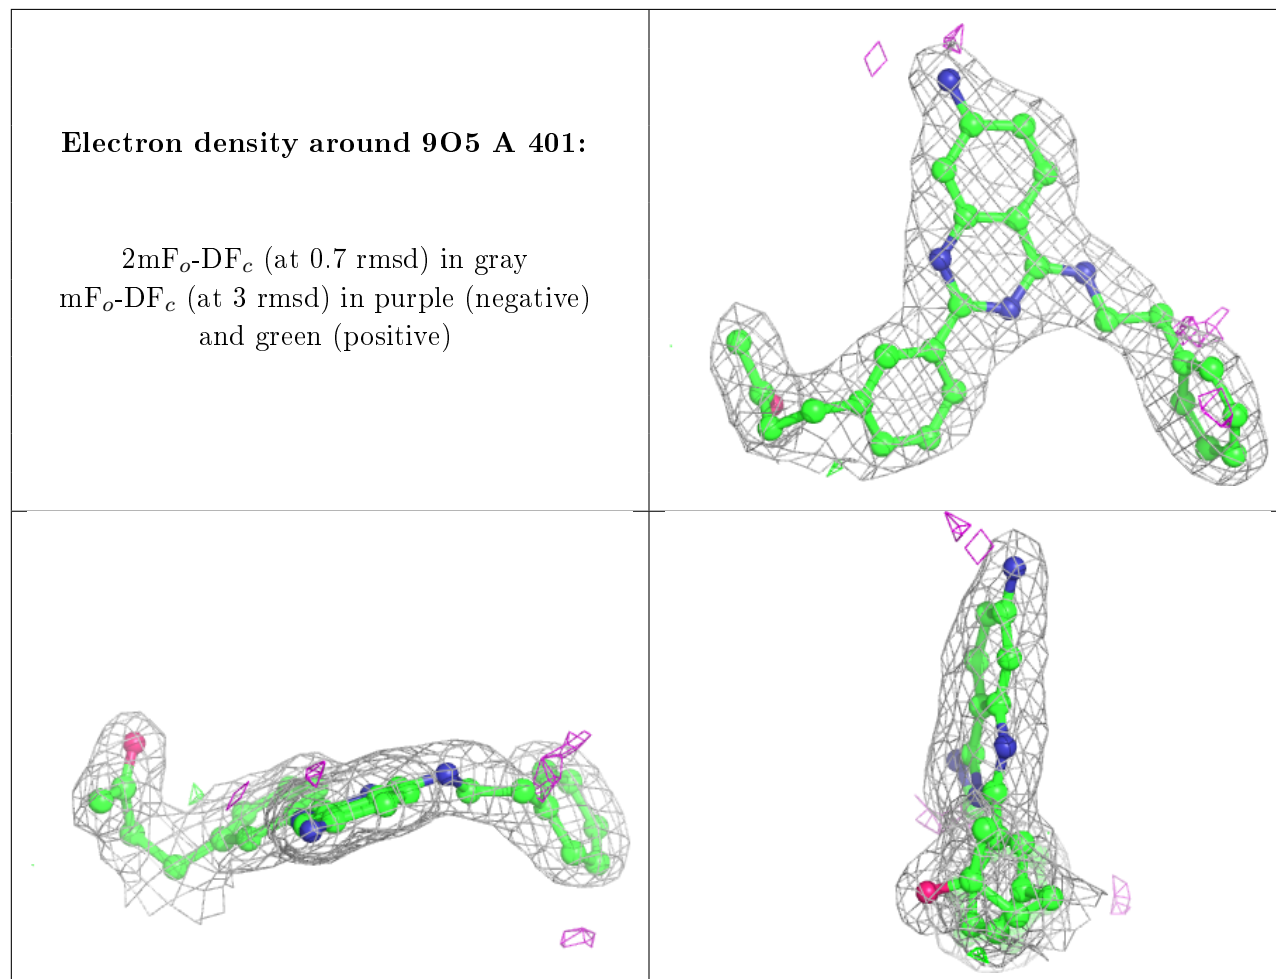 Electron density around 9O5 A 401:
2mFo-DFc (at 0.7 rmsd) in gray
mFo-DFc (at 3 rmsd) in purple (negative)
and green (positive)